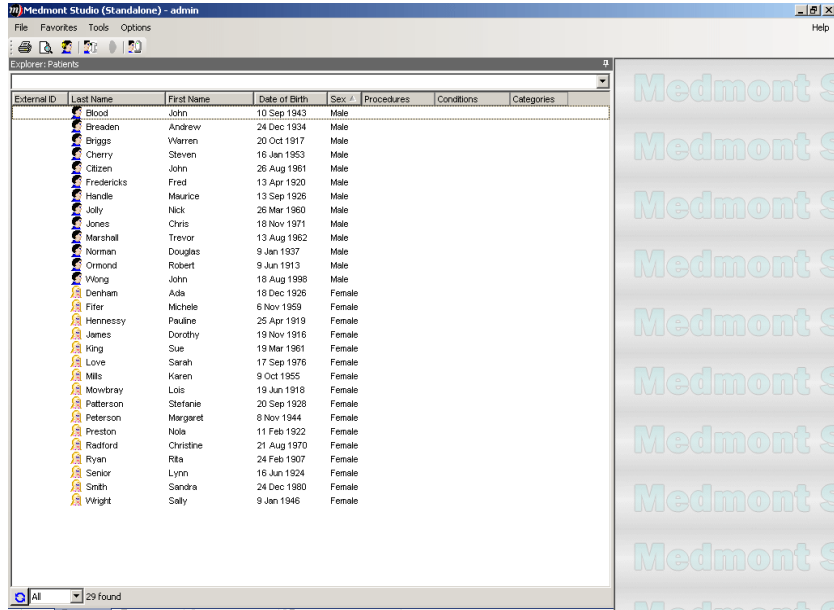 Medmont Studio (Standalone) - admin
File Favorites Tools Options Help
Explorer: Patients
External ID Last Name First Name Date of Birth Sex Procedures Conditions Categories
Blood John 10 Sep 1943 Male
Breaden Andrew 24 Dec 1934 Male
Briggs Warren 20 Oct 1917 Male
Cherry Steven 16 Jan 1953 Male
Citizen John 26 Aug 1961 Male
Fredericks Fred 13 Apr 1920 Male
Handle Maurice 13 Sep 1926 Male
Jolly Nick 26 Mar 1960 Male
Jones Chris 18 Nov 1971 Male
Marshall Trevor 13 Aug 1962 Male
Norman Douglas 9 Jan 1937 Male
Ormond Robert 9 Jun 1913 Male
Wong John 18 Aug 1998 Male
Denham Ada 18 Dec 1926 Female
Fifer Michele 6 Nov 1959 Female
Hennessy Pauline 25 Apr 1919 Female
James Dorothy 19 Nov 1916 Female
King Sue 19 Mar 1961 Female
Love Sarah 17 Sep 1976 Female
Mills Karen 9 Oct 1955 Female
Mowbray Lois 19 Jun 1918 Female
Patterson Stefanie 20 Sep 1928 Female
Peterson Margaret 8 Nov 1944 Female
Preston Nola 11 Feb 1922 Female
Radford Christine 21 Aug 1970 Female
Ryan Rita 24 Feb 1907 Female
Senior Lynn 16 Jun 1924 Female
Smith Sandra 24 Dec 1980 Female
Wright Sally 9 Jan 1946 Female
All 29 found
Medmont S
Medmont S
Medmont S
Medmont S
Medmont S
Medmont S
Medmont S
Medmont S
Medmont S